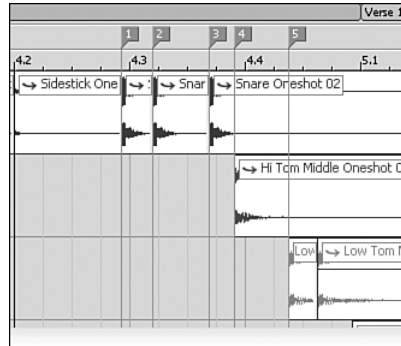 Verse 1
1 2 3 4 5
4.2 4.3 4.4 5.1
Sidestick One Snar Snare Oneshot 02
Hi Tom Middle Oneshot 0
Low Low Tom